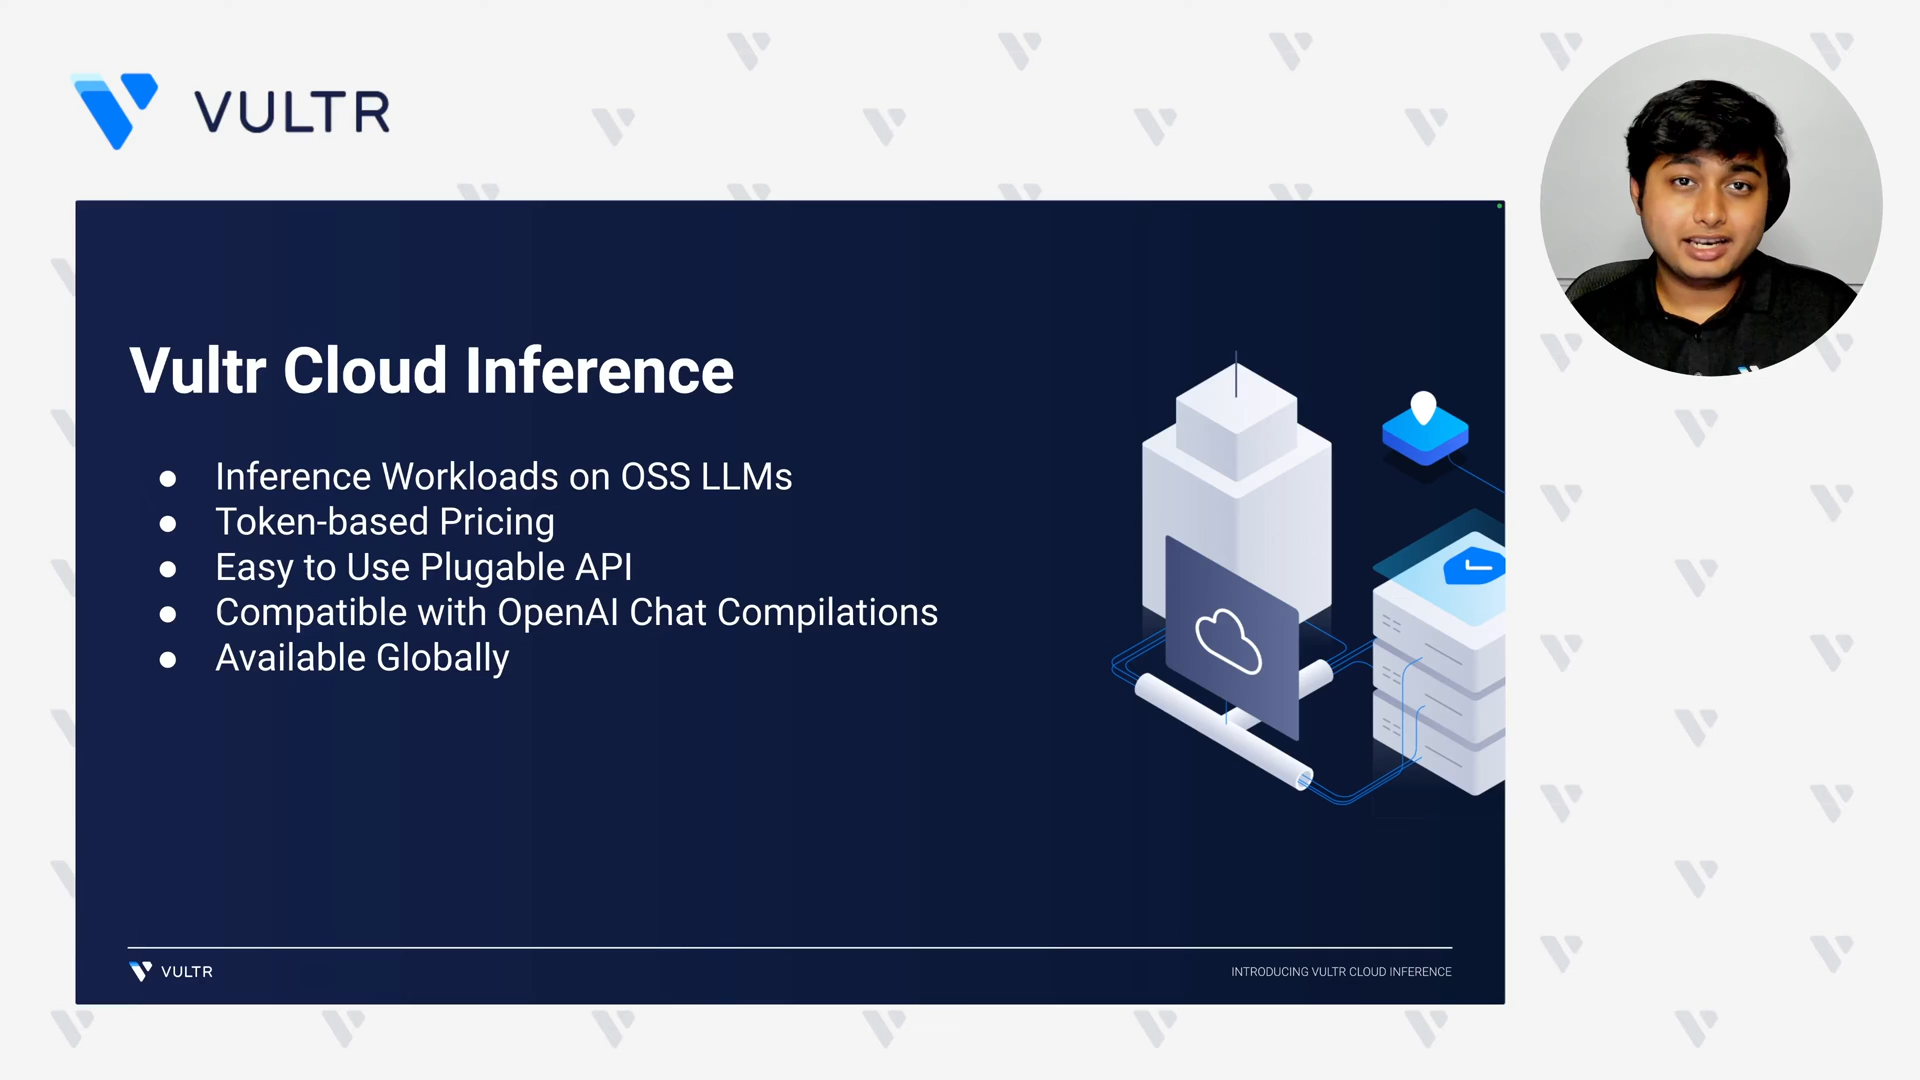 VULTR
Vultr Cloud Inference
● Inference Workloads on OSS LLMs
● Token-based Pricing
● Easy to Use Plugable API
● Compatible with OpenAI Chat Compilations
● Available Globally
VULTR
INTRODUCING VULTR CLOUD INFERENCE